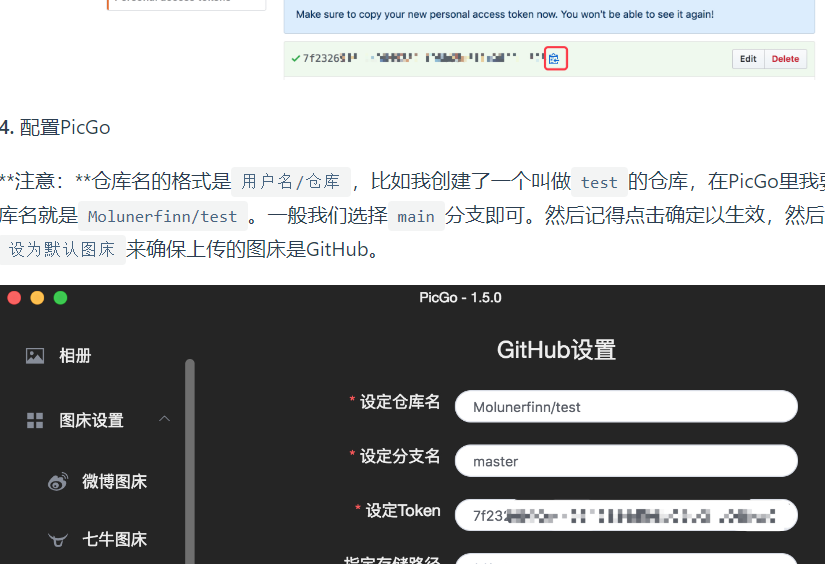 Make sure to copy your new personal access token now. You won't be able to see it again!
7f2326
Edit Delete
4. 配置PicGo
**注意：**仓库名的格式是 用户名/仓库 ，比如我创建了一个叫做 test 的仓库，在PicGo里我要
库名就是 Molunerfinn/test 。一般我们选择 main 分支即可。然后记得点击确定以生效，然后
设为默认图床 来确保上传的图床是GitHub。
PicGo - 1.5.0
相册
图床设置
微博图床
七牛图床
GitHub设置
* 设定仓库名 Molunerfinn/test
* 设定分支名 master
* 设定Token 7f232
指定存储路径